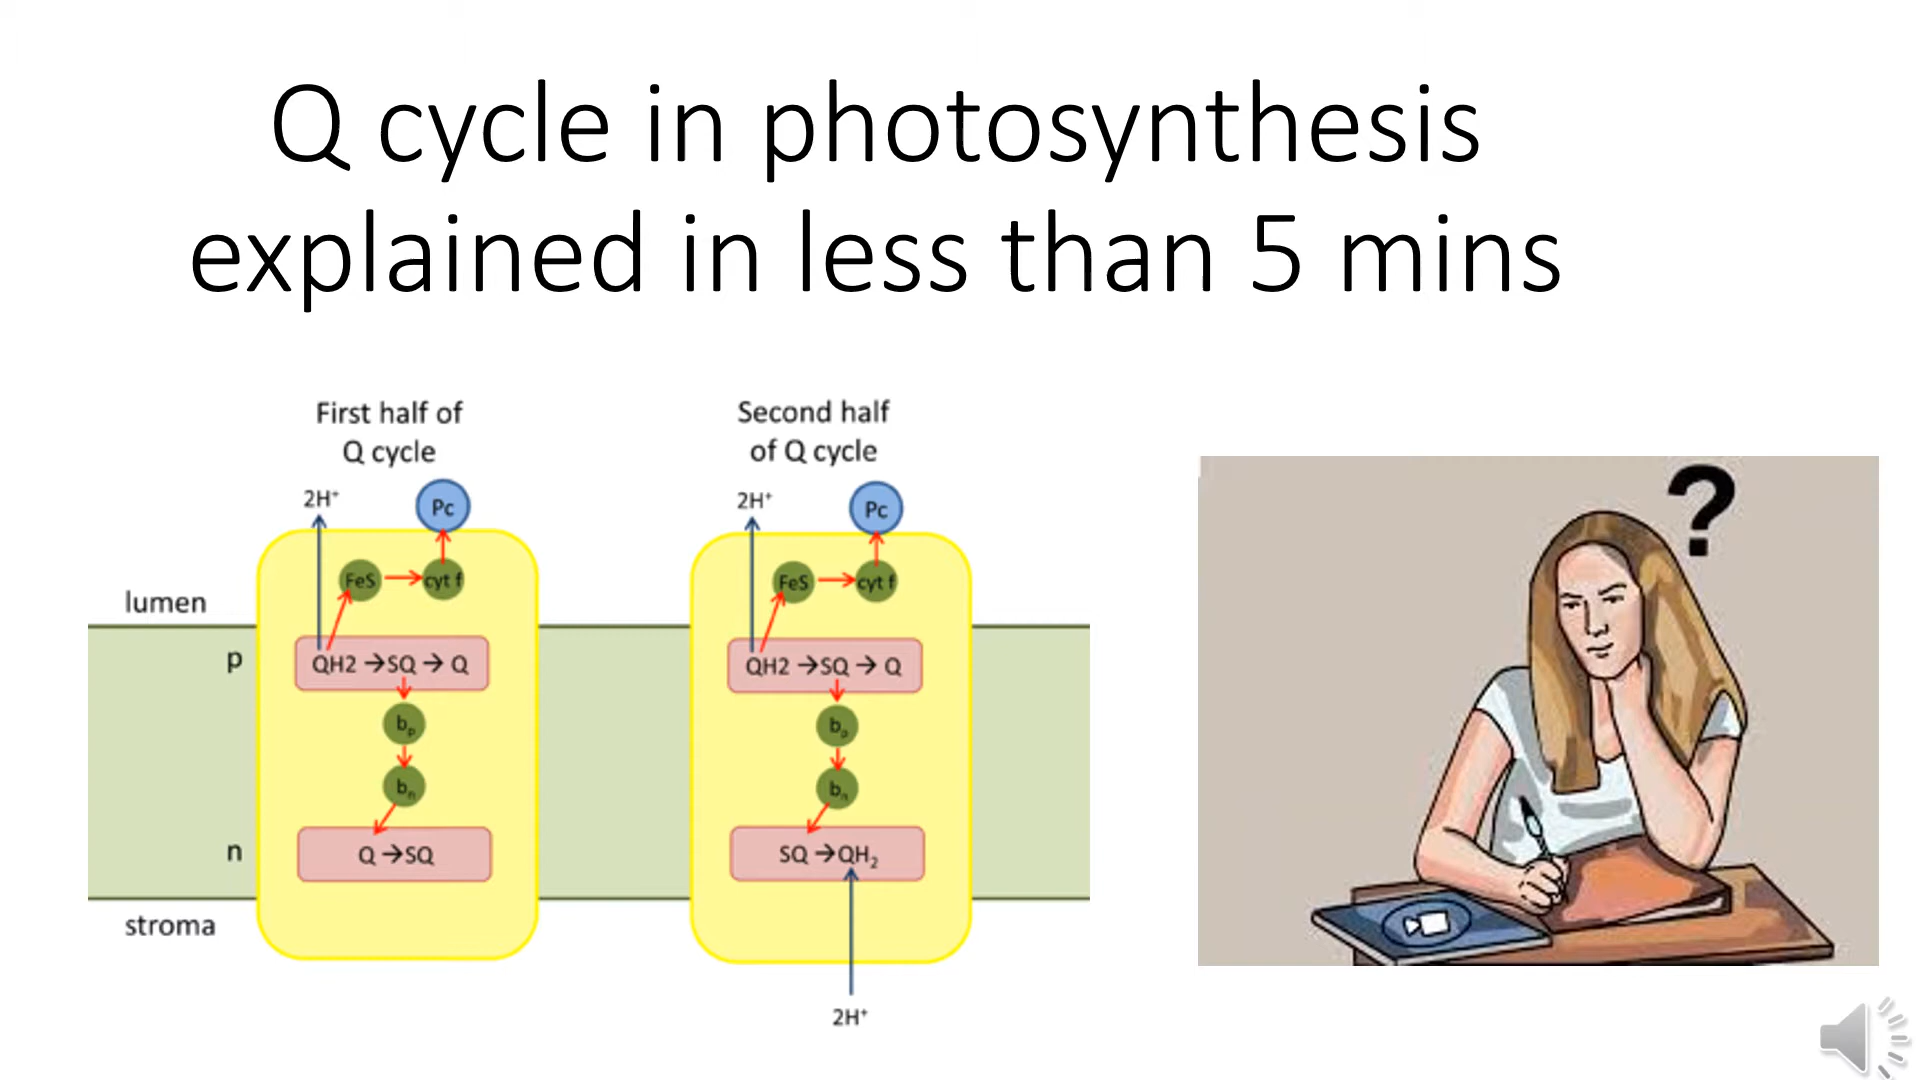 Q cycle in photosynthesis
explained in less than 5 mins
First half of
Q cycle
2H⁺
Pc
FeS
cyt f
lumen
p
QH2 →SQ → Q
bₚ
bₙ
n
Q →SQ
stroma
Second half
of Q cycle
2H⁺
Pc
FeS
cyt f
QH2 →SQ → Q
bₚ
bₙ
SQ →QH₂
2H⁺
?